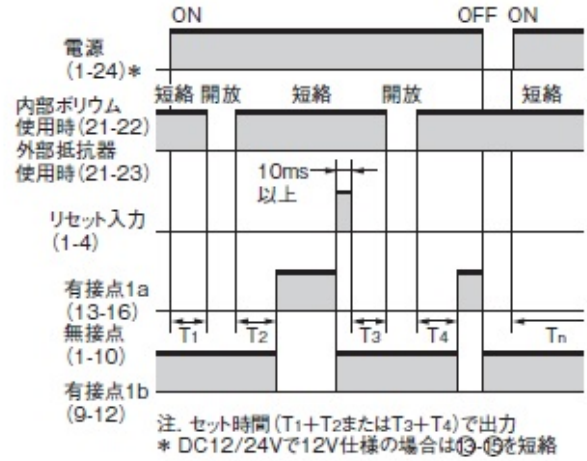 ON OFF ON
電源
(1-24)*
短絡 開放 短絡 開放 短絡
内部ボリウム
使用時(21-22)
外部抵抗器
使用時(21-23)
10ms
以上
リセット入力
(1-4)
有接点1a
(13-16)
T1 T2 T3 T4 Tn
無接点
(1-10)
有接点1b
(9-12)
注. セット時間(T1+T2またはT3+T4)で出力
* DC12/24Vで12V仕様の場合は⑬-⑮を短絡